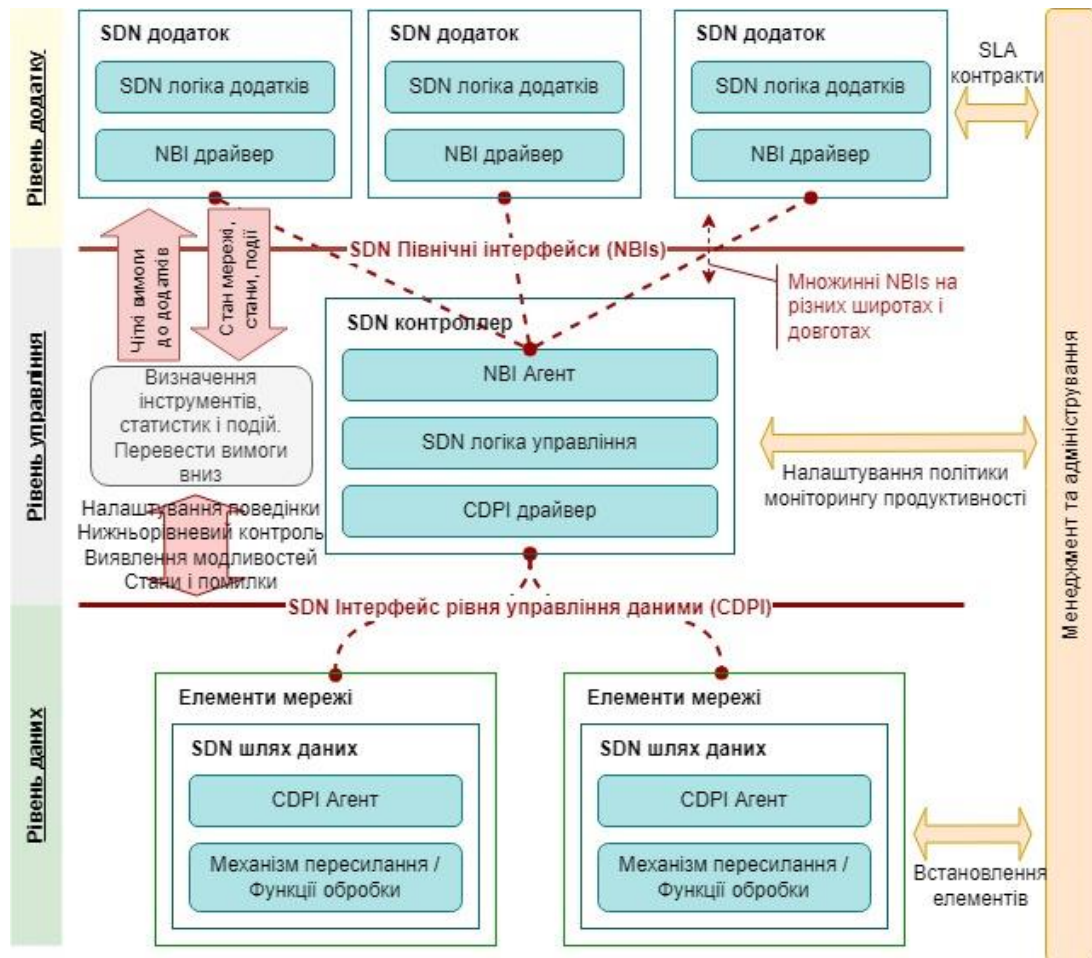 Рівень додатку
SDN додаток
SDN логіка додатків
NBI драйвер
SDN додаток
SDN логіка додатків
NBI драйвер
SDN додаток
SDN логіка додатків
NBI драйвер
SLA
контракти
Чіткі вимоги
до додатків
Стан мережі,
стани, події
SDN Північні інтерфейси (NBIs)
Множинні NBIs на
різних широтах і
довготах
Рівень управління
Визначення
інструментів,
статистик і подій.
Перевести вимоги
вниз
SDN контроллер
NBI Агент
SDN логіка управління
CDPI драйвер
Налаштування політики
моніторингу продуктивності
Налаштування поведінки
Нижньорівневий контроль
Виявлення модливостей
Стани і помилки
SDN Інтерфейс рівня управління даними (CDPI)
Рівень даних
Елементи мережі
SDN шлях даних
CDPI Агент
Механізм пересилання /
Функції обробки
Елементи мережі
SDN шлях даних
CDPI Агент
Механізм пересилання /
Функції обробки
Встановлення
елементів
Менеджмент та адміністрування